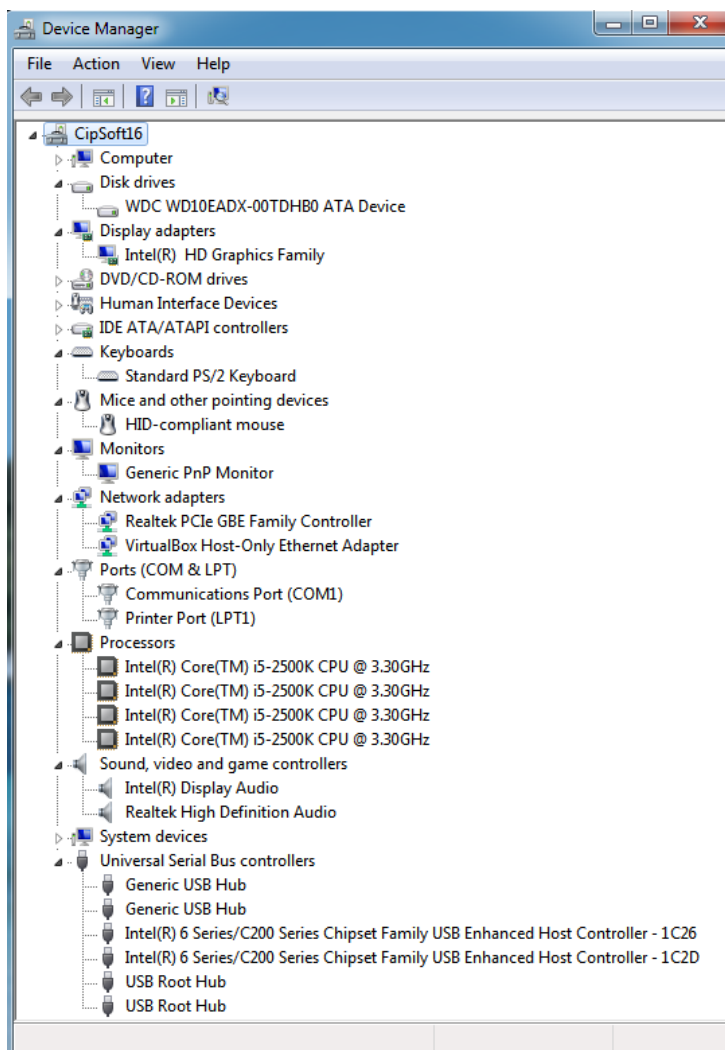 Device Manager
File Action View Help
CipSoft16
Computer
Disk drives
WDC WD10EADX-00TDHB0 ATA Device
Display adapters
Intel(R) HD Graphics Family
DVD/CD-ROM drives
Human Interface Devices
IDE ATA/ATAPI controllers
Keyboards
Standard PS/2 Keyboard
Mice and other pointing devices
HID-compliant mouse
Monitors
Generic PnP Monitor
Network adapters
Realtek PCIe GBE Family Controller
VirtualBox Host-Only Ethernet Adapter
Ports (COM & LPT)
Communications Port (COM1)
Printer Port (LPT1)
Processors
Intel(R) Core(TM) i5-2500K CPU @ 3.30GHz
Intel(R) Core(TM) i5-2500K CPU @ 3.30GHz
Intel(R) Core(TM) i5-2500K CPU @ 3.30GHz
Intel(R) Core(TM) i5-2500K CPU @ 3.30GHz
Sound, video and game controllers
Intel(R) Display Audio
Realtek High Definition Audio
System devices
Universal Serial Bus controllers
Generic USB Hub
Generic USB Hub
Intel(R) 6 Series/C200 Series Chipset Family USB Enhanced Host Controller - 1C26
Intel(R) 6 Series/C200 Series Chipset Family USB Enhanced Host Controller - 1C2D
USB Root Hub
USB Root Hub